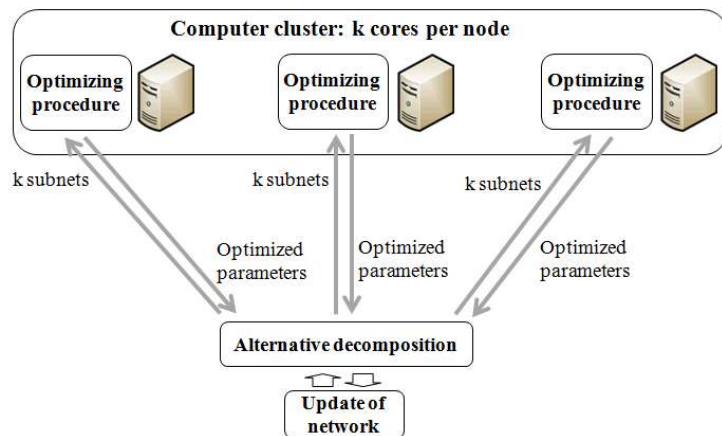 Computer cluster: k cores per node
Optimizing
procedure
Optimizing
procedure
Optimizing
procedure
k subnets
k subnets
k subnets
Optimized
parameters
Optimized
parameters
Optimized
parameters
Alternative decomposition
Update of
network